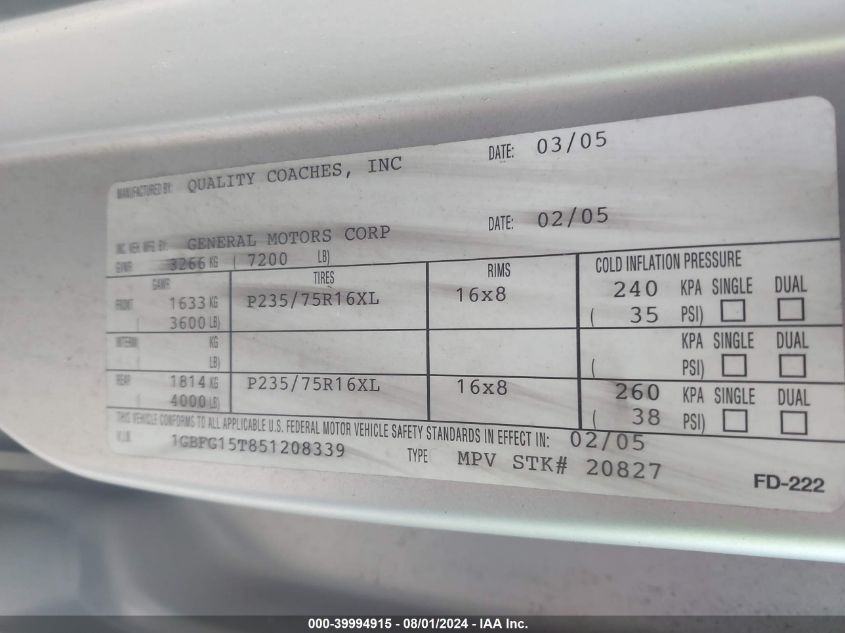 MANUFACTURED BY: QUALITY COACHES, INC DATE: 03/05
INC. VEH. MFG. BY: GENERAL MOTORS CORP DATE: 02/05
GVWR 3266 KG ( 7200 LB)
GAWR TIRES RIMS COLD INFLATION PRESSURE
FRONT 1633 KG P235/75R16XL 16x8 240 KPA SINGLE DUAL
( 3600 LB) ( 35 PSI)
INTERM. KG KPA SINGLE DUAL
( LB) ( PSI)
REAR 1814 KG P235/75R16XL 16x8 260 KPA SINGLE DUAL
( 4000 LB) ( 38 PSI)
THIS VEHICLE CONFORMS TO ALL APPLICABLE U.S. FEDERAL MOTOR VEHICLE SAFETY STANDARDS IN EFFECT IN: 02/05
V.I.N. 1GBFG15T851208339 TYPE MPV STK# 20827
FD-222
000-39994915 - 08/01/2024 - IAA Inc.